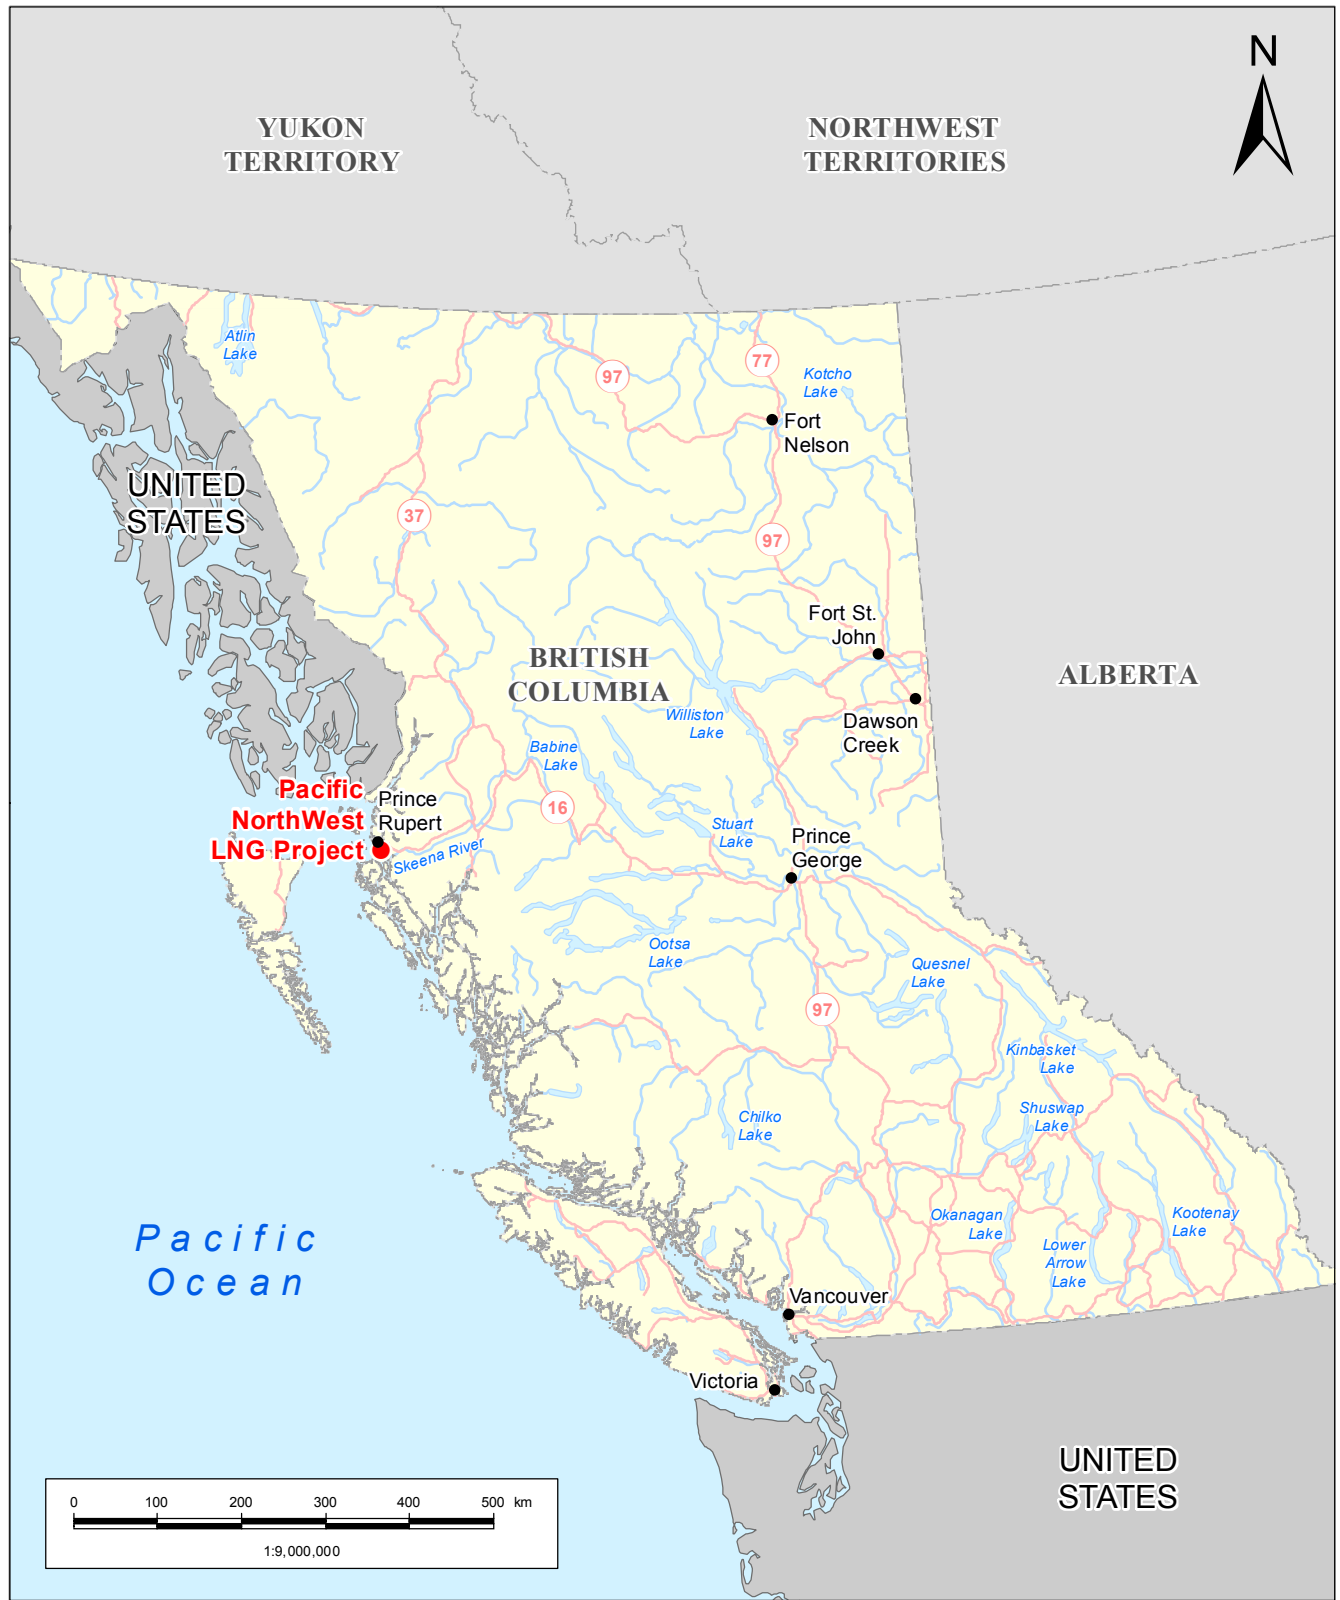 N
YUKON
TERRITORY
NORTHWEST
TERRITORIES
Atlin
Lake
97
77
Kotcho
Lake
Fort
Nelson
UNITED
STATES
37
97
Fort St.
John
BRITISH
COLUMBIA
ALBERTA
Williston
Lake
Dawson
Creek
Babine
Lake
Pacific
NorthWest
LNG Project
Prince
Rupert
16
Skeena River
Stuart
Lake
Prince
George
Ootsa
Lake
Quesnel
Lake
97
Kinbasket
Lake
Chilko
Lake
Shuswap
Lake
Pacific
Ocean
Okanagan
Lake
Lower
Arrow
Lake
Kootenay
Lake
Vancouver
Victoria
UNITED
STATES
0 100 200 300 400 500 km
1:9,000,000